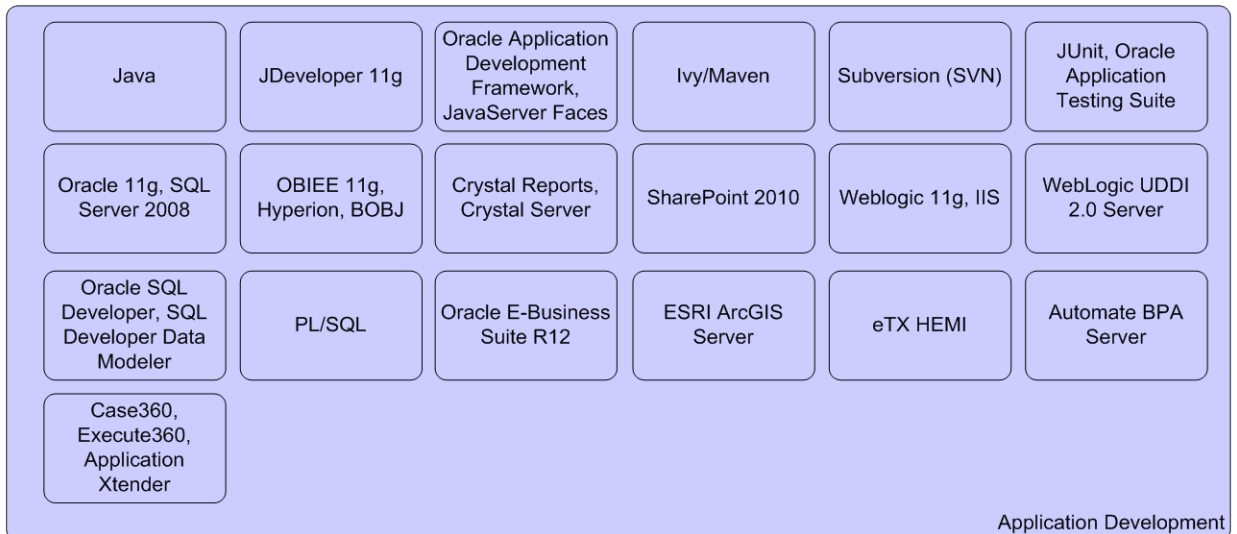 Java
JDeveloper 11g
Oracle Application
Development
Framework,
JavaServer Faces
Ivy/Maven
Subversion (SVN)
JUnit, Oracle
Application
Testing Suite
Oracle 11g, SQL
Server 2008
OBIEE 11g,
Hyperion, BOBJ
Crystal Reports,
Crystal Server
SharePoint 2010
Weblogic 11g, IIS
WebLogic UDDI
2.0 Server
Oracle SQL
Developer, SQL
Developer Data
Modeler
PL/SQL
Oracle E-Business
Suite R12
ESRI ArcGIS
Server
eTX HEMI
Automate BPA
Server
Case360,
Execute360,
Application
Xtender
Application Development